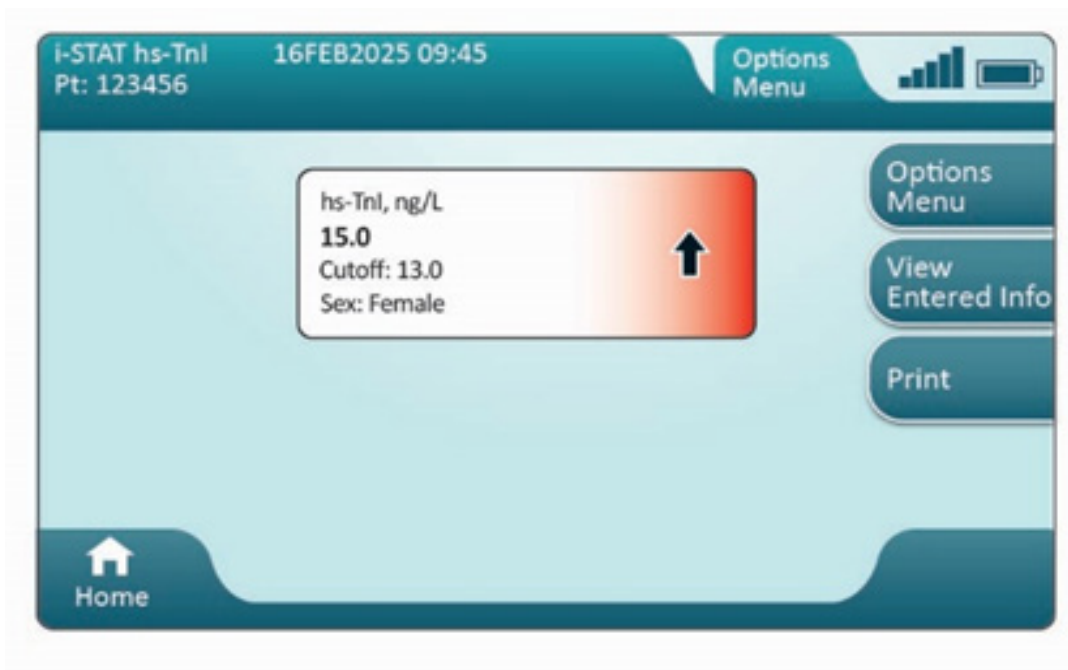 i-STAT hs-TnI 16FEB2025 09:45
Pt: 123456
Options
Menu
hs-TnI, ng/L
15.0
Cutoff: 13.0
Sex: Female
Options
Menu
View
Entered Info
Print
Home